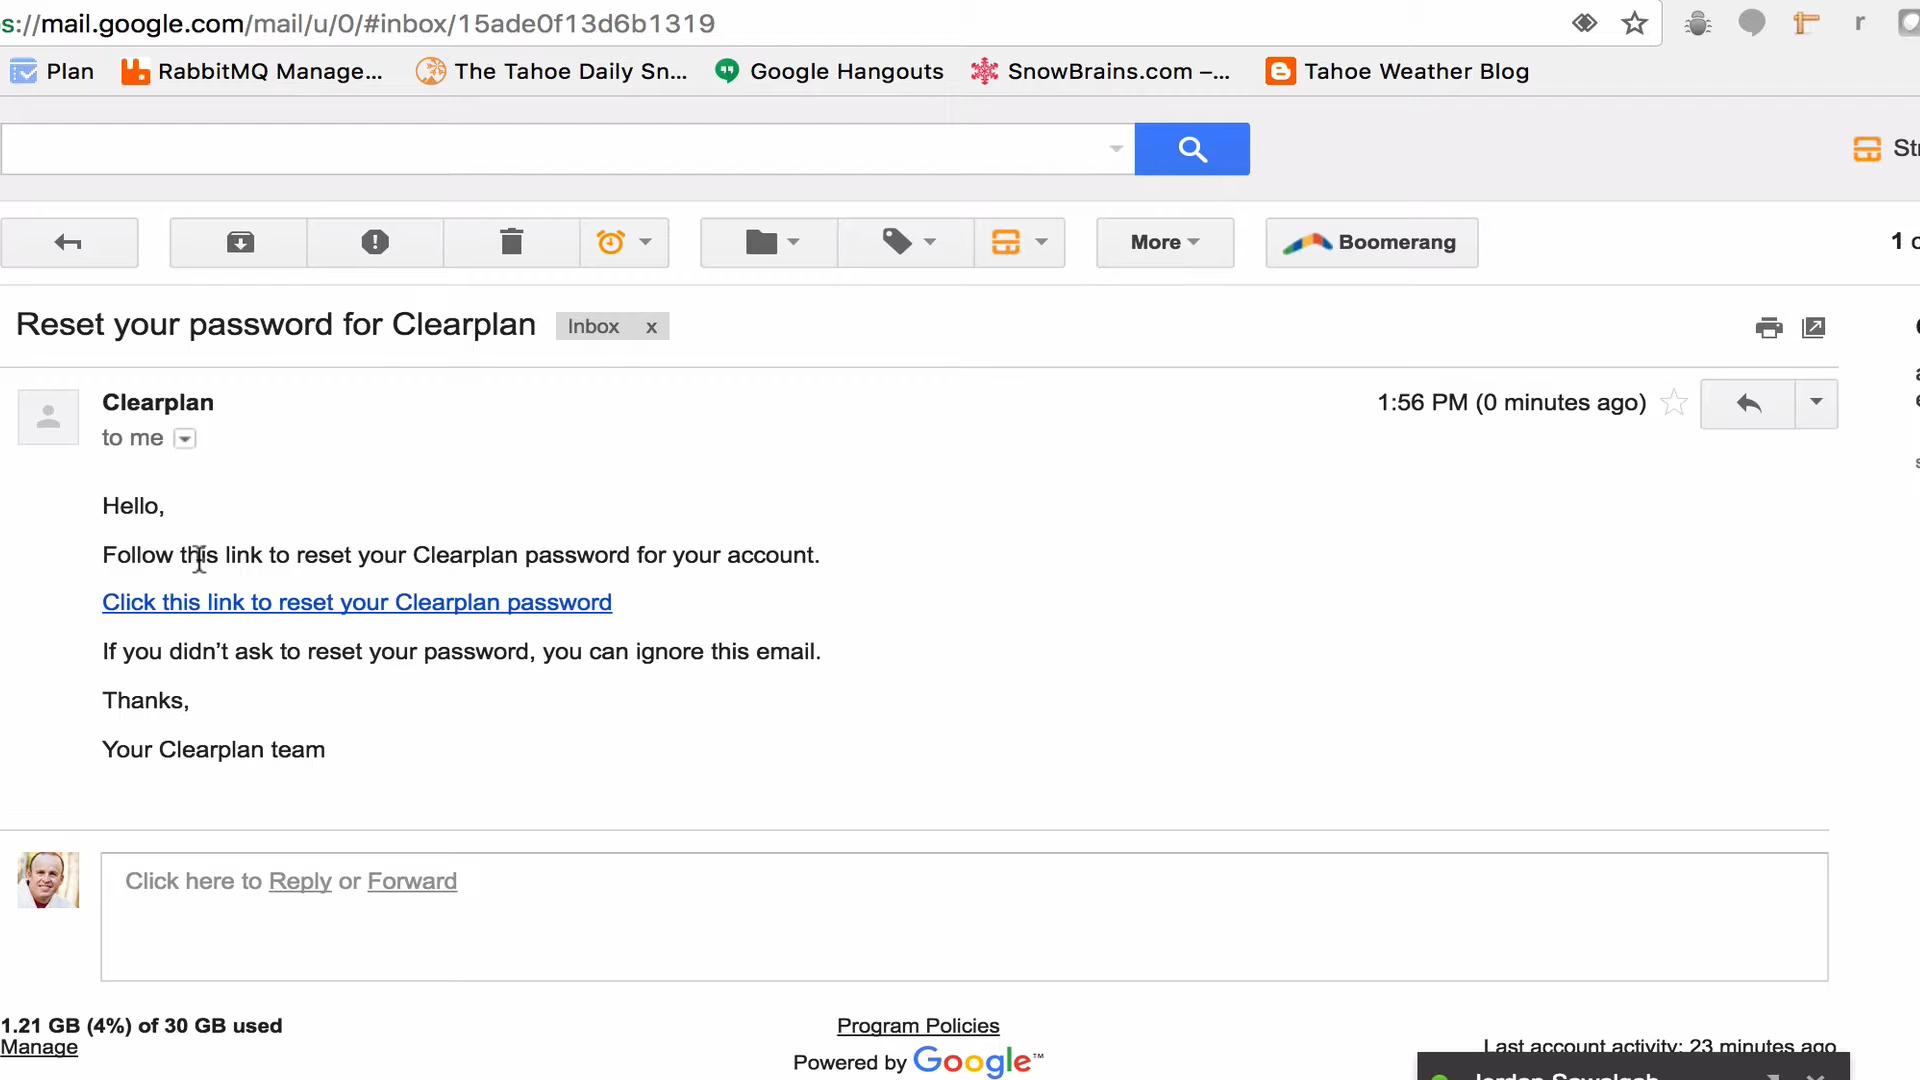 s://mail.google.com/mail/u/0/#inbox/15ade0f13d6b1319
Plan
RabbitMQ Manage...
The Tahoe Daily Sn...
Google Hangouts
SnowBrains.com –...
Tahoe Weather Blog
St
More
Boomerang
1 o
Reset your password for Clearplan
Inbox x
Clearplan
1:56 PM (0 minutes ago)
to me
Hello,
Follow this link to reset your Clearplan password for your account.
Click this link to reset your Clearplan password
If you didn’t ask to reset your password, you can ignore this email.
Thanks,
Your Clearplan team
Click here to Reply or Forward
1.21 GB (4%) of 30 GB used
Manage
Program Policies
Powered by Google™
Last account activity: 23 minutes ago